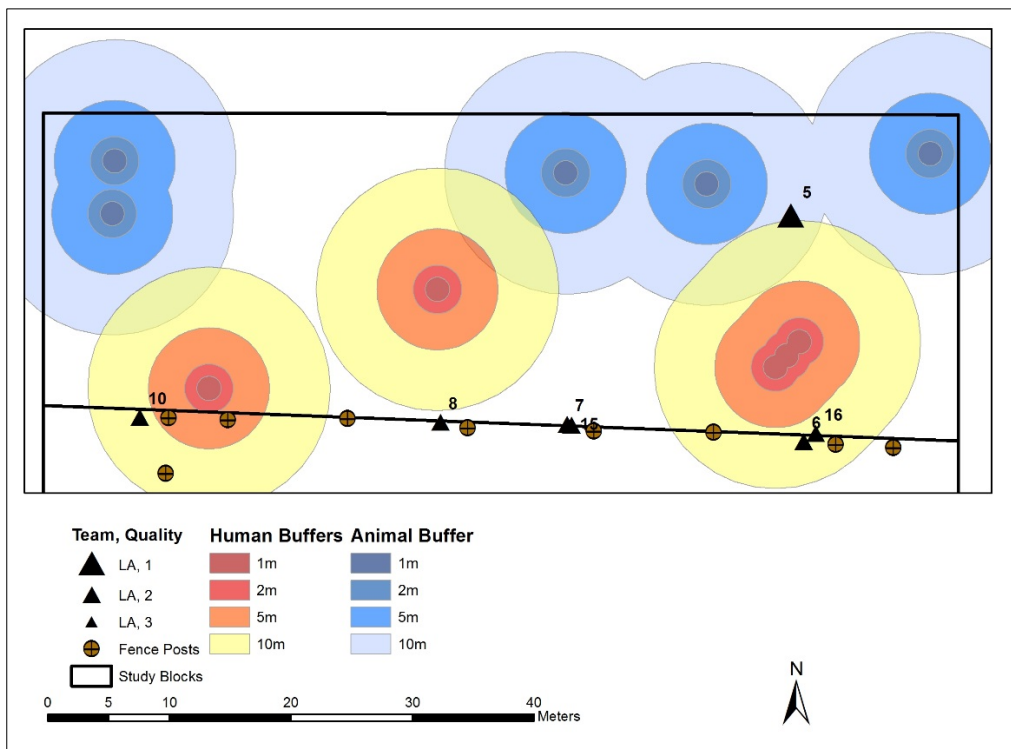 5
10
8
7
15
16
6
Team, Quality
LA, 1
LA, 2
LA, 3
Fence Posts
Study Blocks
Human Buffers
1m
2m
5m
10m
Animal Buffer
1m
2m
5m
10m
N
0 5 10 20 30 40
Meters